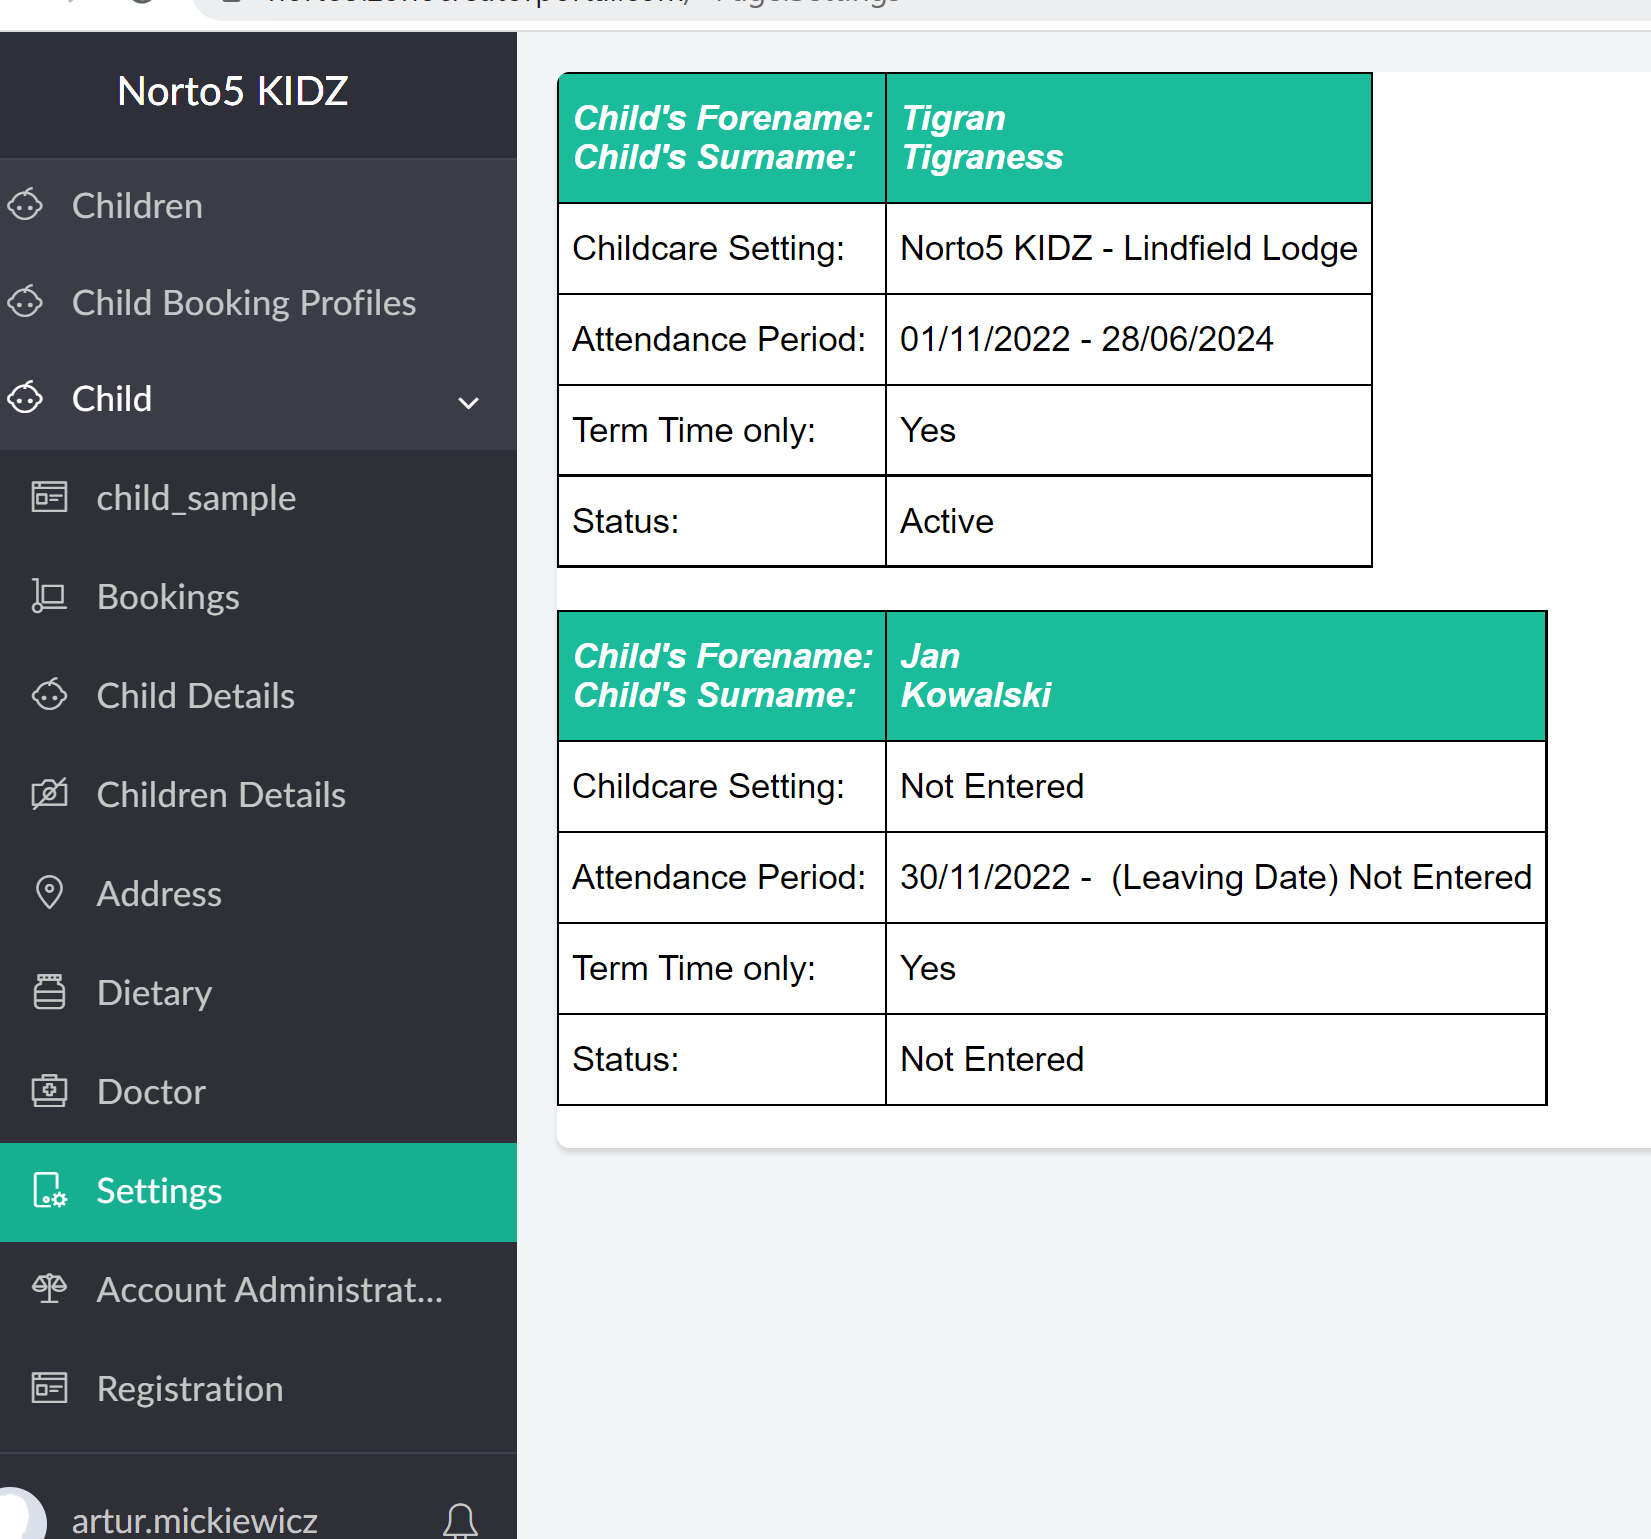 Norto5 KIDZ
Children
Child Booking Profiles
Child
child_sample
Bookings
Child Details
Children Details
Address
Dietary
Doctor
Settings
Account Administrat...
Registration
artur.mickiewicz
Child's Forename: Tigran
Child's Surname: Tigraness
Childcare Setting: Norto5 KIDZ - Lindfield Lodge
Attendance Period: 01/11/2022 - 28/06/2024
Term Time only: Yes
Status: Active
Child's Forename: Jan
Child's Surname: Kowalski
Childcare Setting: Not Entered
Attendance Period: 30/11/2022 -  (Leaving Date) Not Entered
Term Time only: Yes
Status: Not Entered